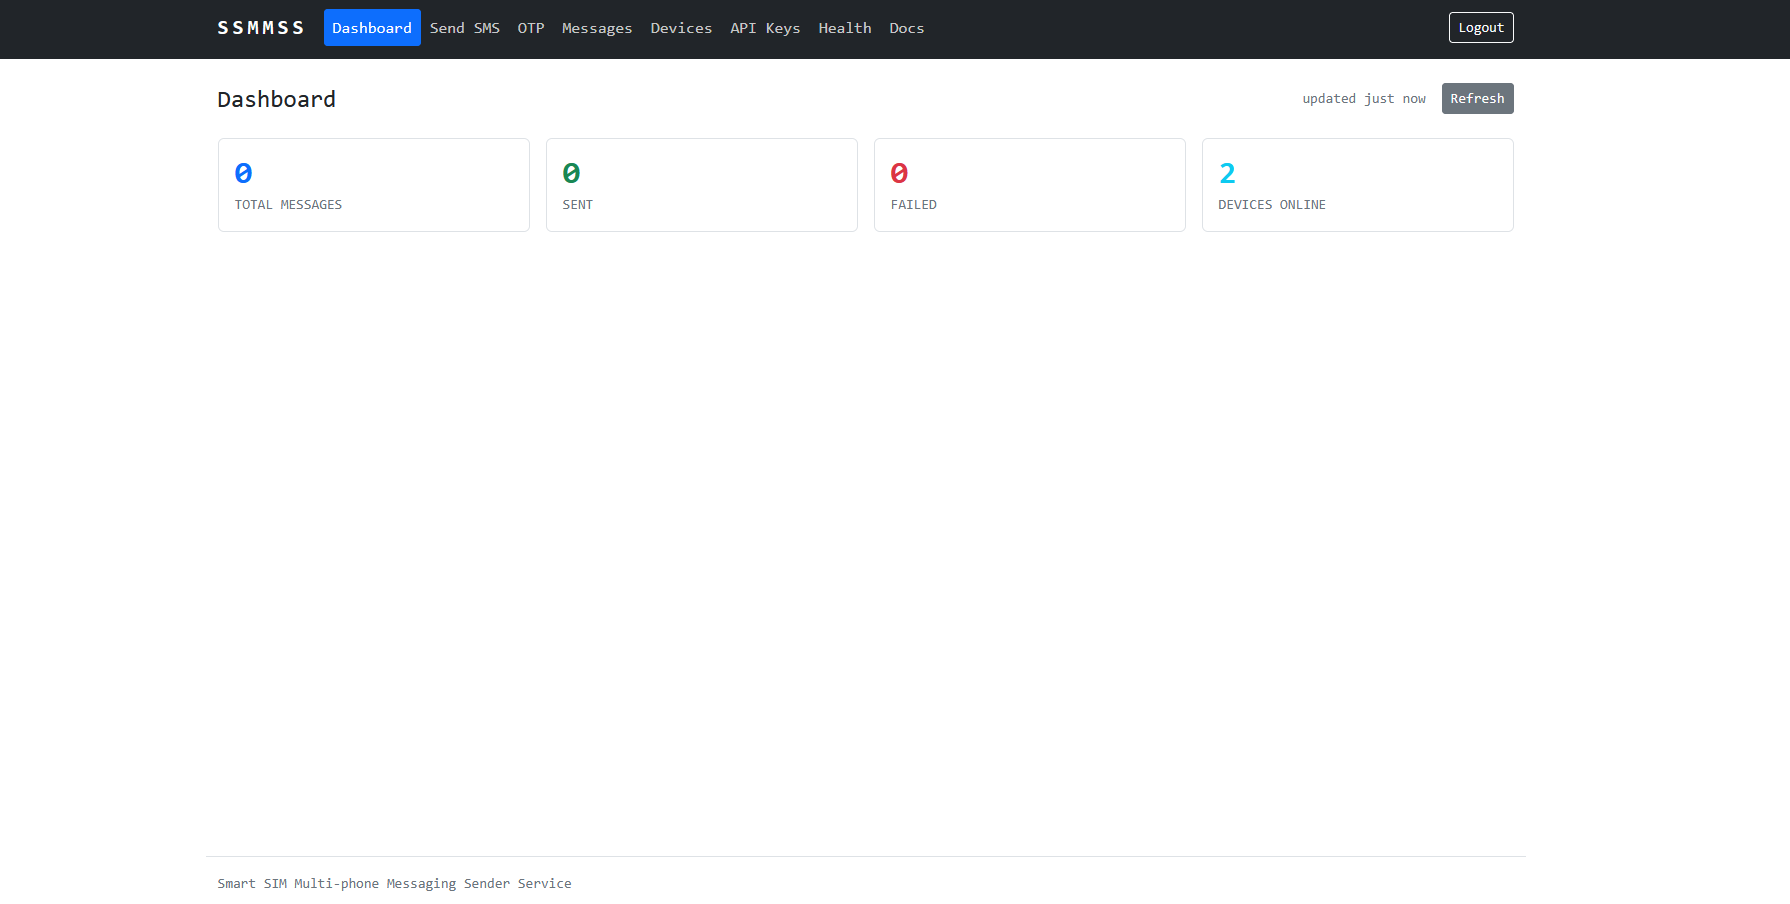 SSMMSS Dashboard Send SMS OTP Messages Devices API Keys Health Docs Logout
Dashboard updated just now Refresh
0 0 0 2
TOTAL MESSAGES SENT FAILED DEVICES ONLINE
Smart SIM Multi-phone Messaging Sender Service